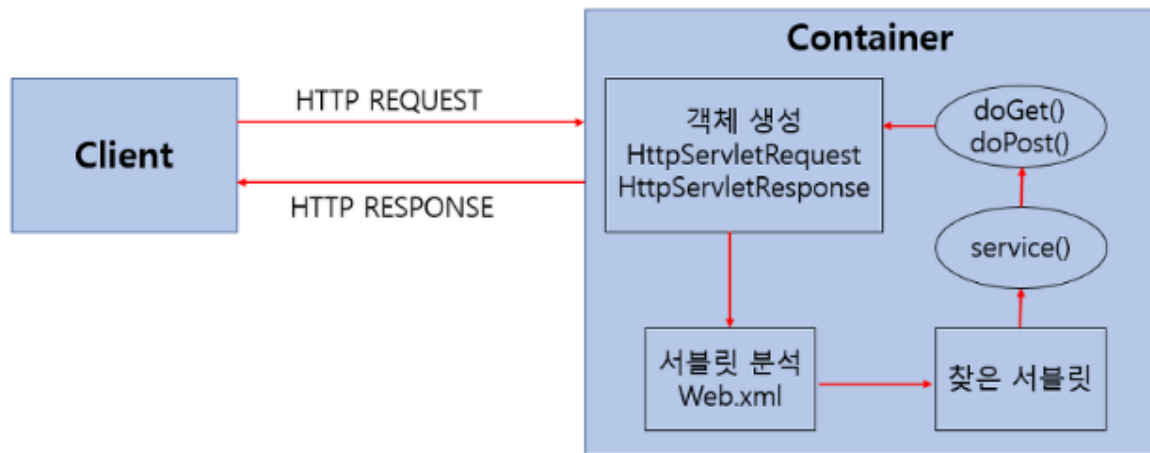 Container
Client
HTTP REQUEST
HTTP RESPONSE
객체 생성
HttpServletRequest
HttpServletResponse
doGet()
doPost()
service()
서블릿 분석
Web.xml
찾은 서블릿